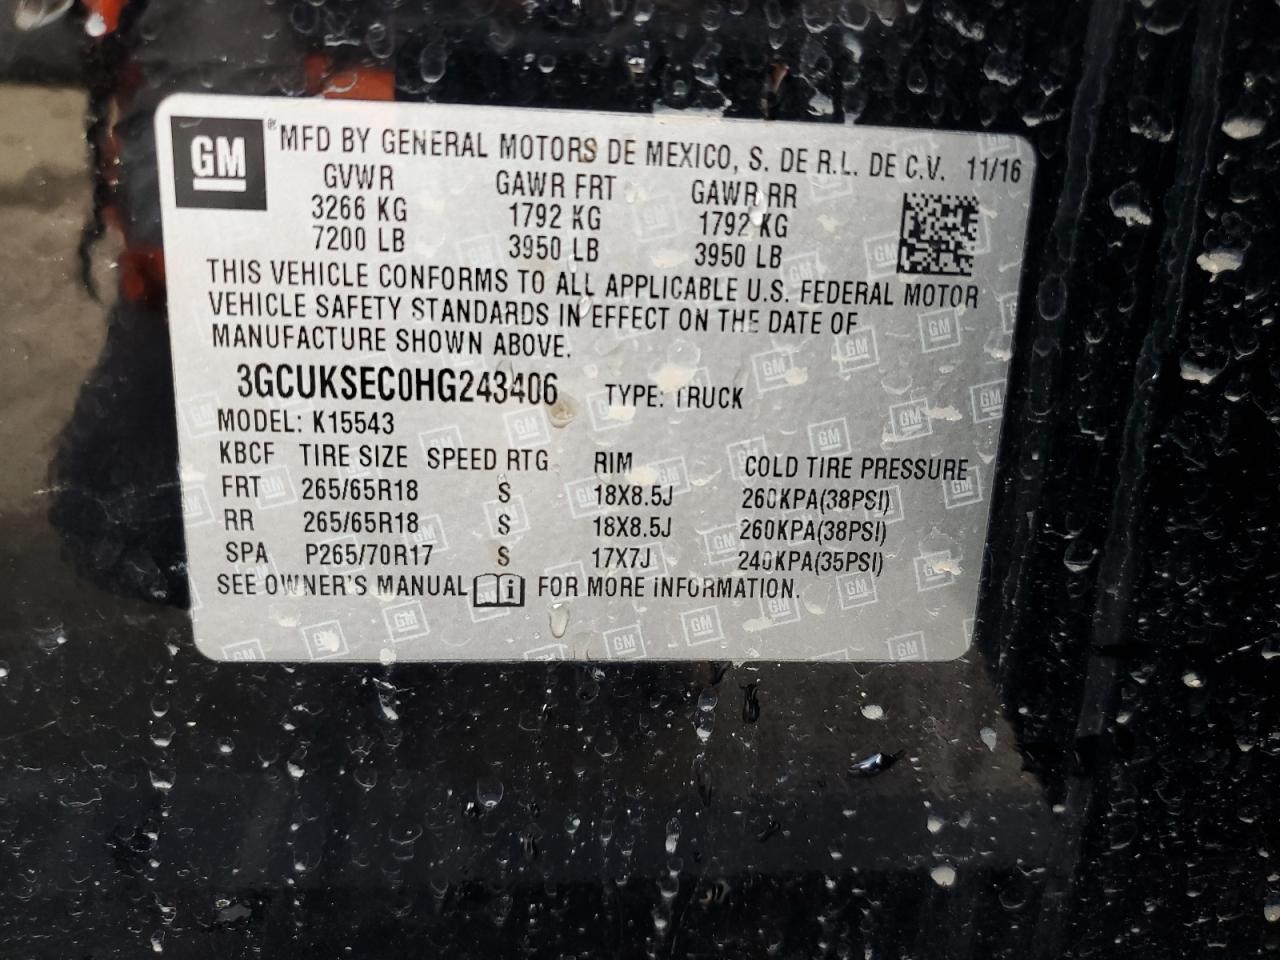 GM ® MFD BY GENERAL MOTORS DE MEXICO, S. DE R.L. DE C.V. 11/16
GVWR GAWR FRT GAWR RR
3266 KG 1792 KG 1792 KG
7200 LB 3950 LB 3950 LB
THIS VEHICLE CONFORMS TO ALL APPLICABLE U.S. FEDERAL MOTOR
VEHICLE SAFETY STANDARDS IN EFFECT ON THE DATE OF
MANUFACTURE SHOWN ABOVE.
3GCUKSEC0HG243406 TYPE: TRUCK
MODEL: K15543
KBCF TIRE SIZE SPEED RTG RIM COLD TIRE PRESSURE
FRT 265/65R18 S 18X8.5J 260KPA(38PSI)
RR 265/65R18 S 18X8.5J 260KPA(38PSI)
SPA P265/70R17 S 17X7J 240KPA(35PSI)
SEE OWNER'S MANUAL i FOR MORE INFORMATION.